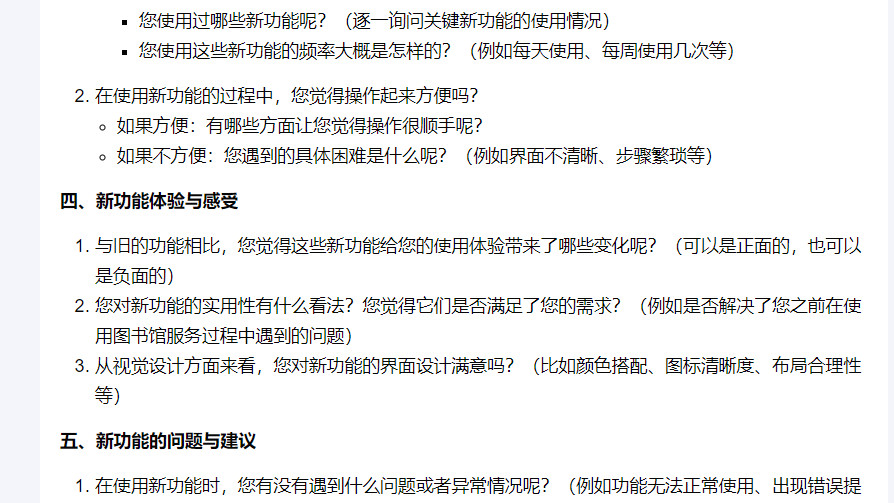 ▪ 您使用过哪些新功能呢？（逐一询问关键新功能的使用情况）
▪ 您使用这些新功能的频率大概是怎样的？（例如每天使用、每周使用几次等）
2. 在使用新功能的过程中，您觉得操作起来方便吗？
○ 如果方便：有哪些方面让您觉得操作很顺手呢？
○ 如果不方便：您遇到的具体困难是什么呢？（例如界面不清晰、步骤繁琐等）
四、新功能体验与感受
1. 与旧的功能相比，您觉得这些新功能给您的使用体验带来了哪些变化呢？（可以是正面的，也可以
是负面的）
2. 您对新功能的实用性有什么看法？您觉得它们是否满足了您的需求？（例如是否解决了您之前在使
用图书馆服务过程中遇到的问题）
3. 从视觉设计方面来看，您对新功能的界面设计满意吗？（比如颜色搭配、图标清晰度、布局合理性
等）
五、新功能的问题与建议
1. 在使用新功能时，您有没有遇到什么问题或者异常情况呢？（例如功能无法正常使用、出现错误提